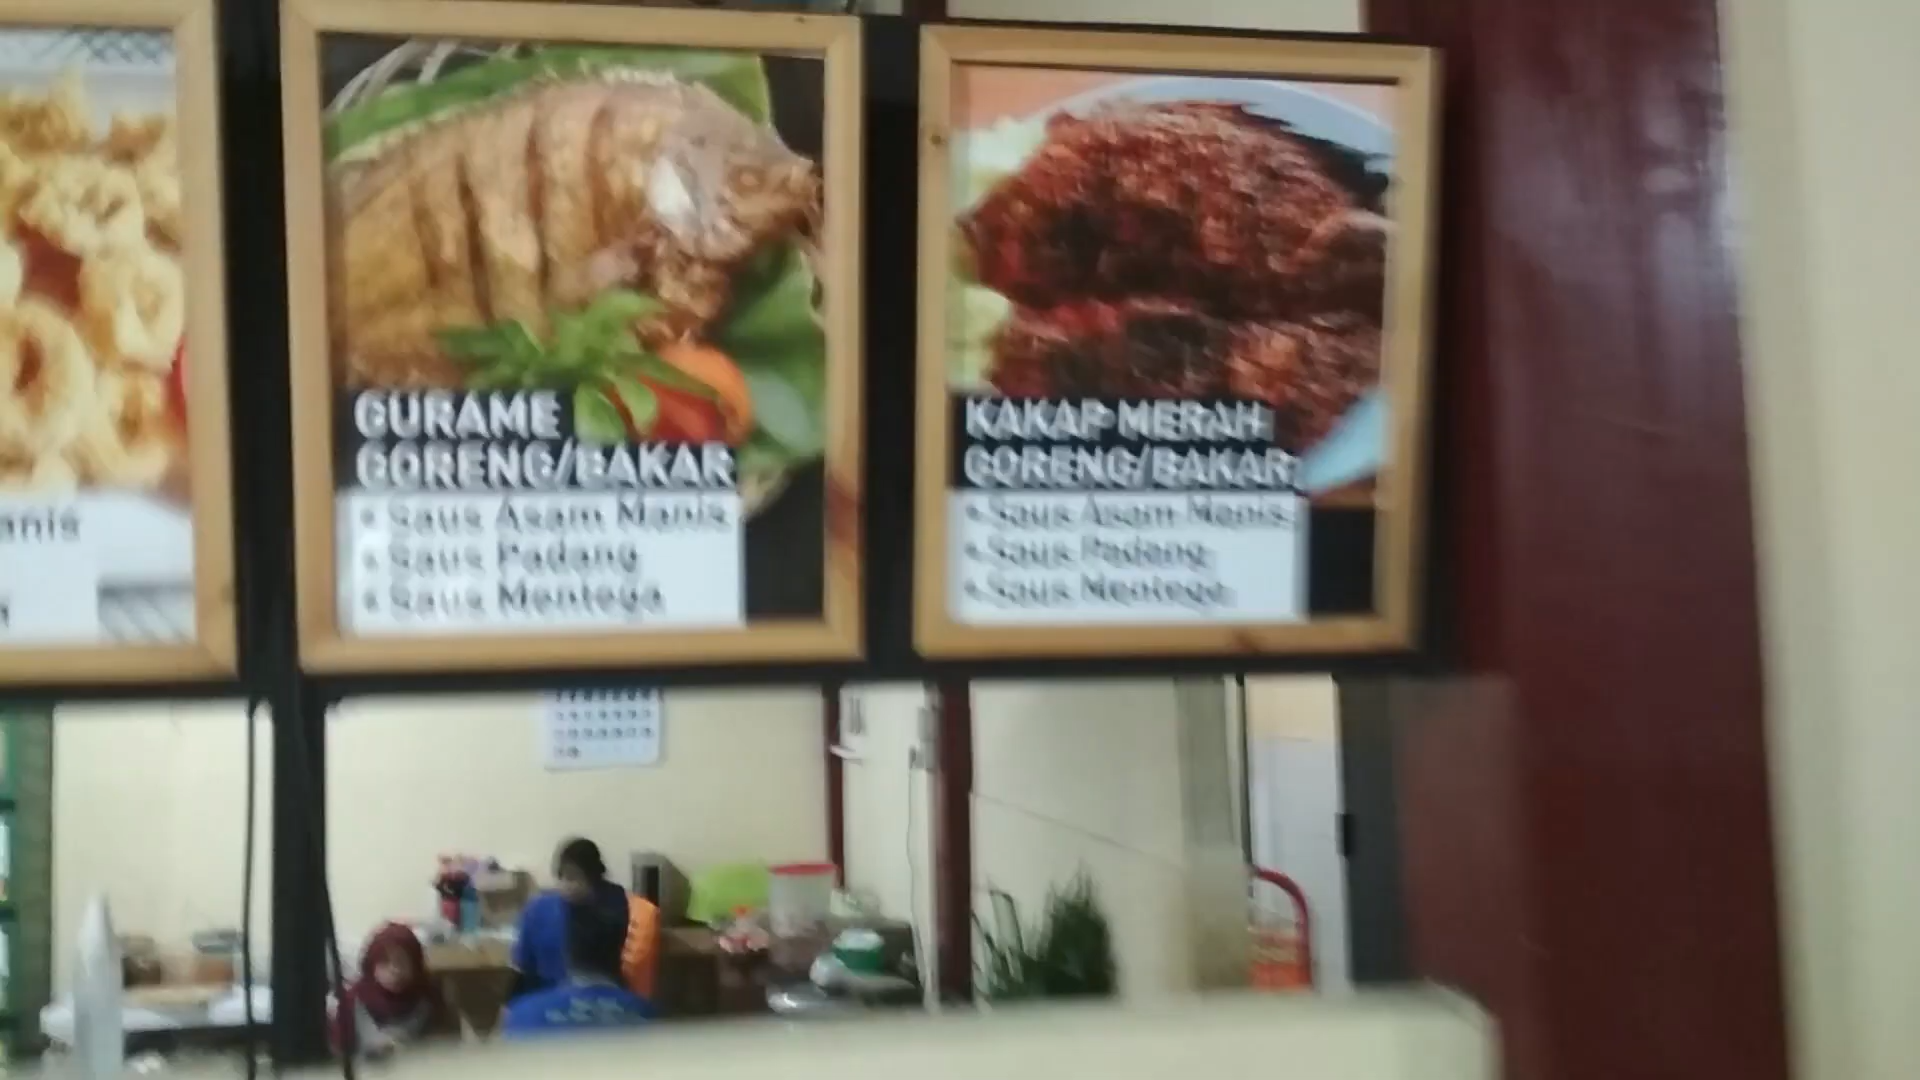 anis
GURAME
GORENG/BAKAR
• Saus Asam Manis
• Saus Padang
• Saus Mentega
KAKAP MERAH
GORENG/BAKAR
• Saus Asam Manis
• Saus Padang
• Saus Mentega